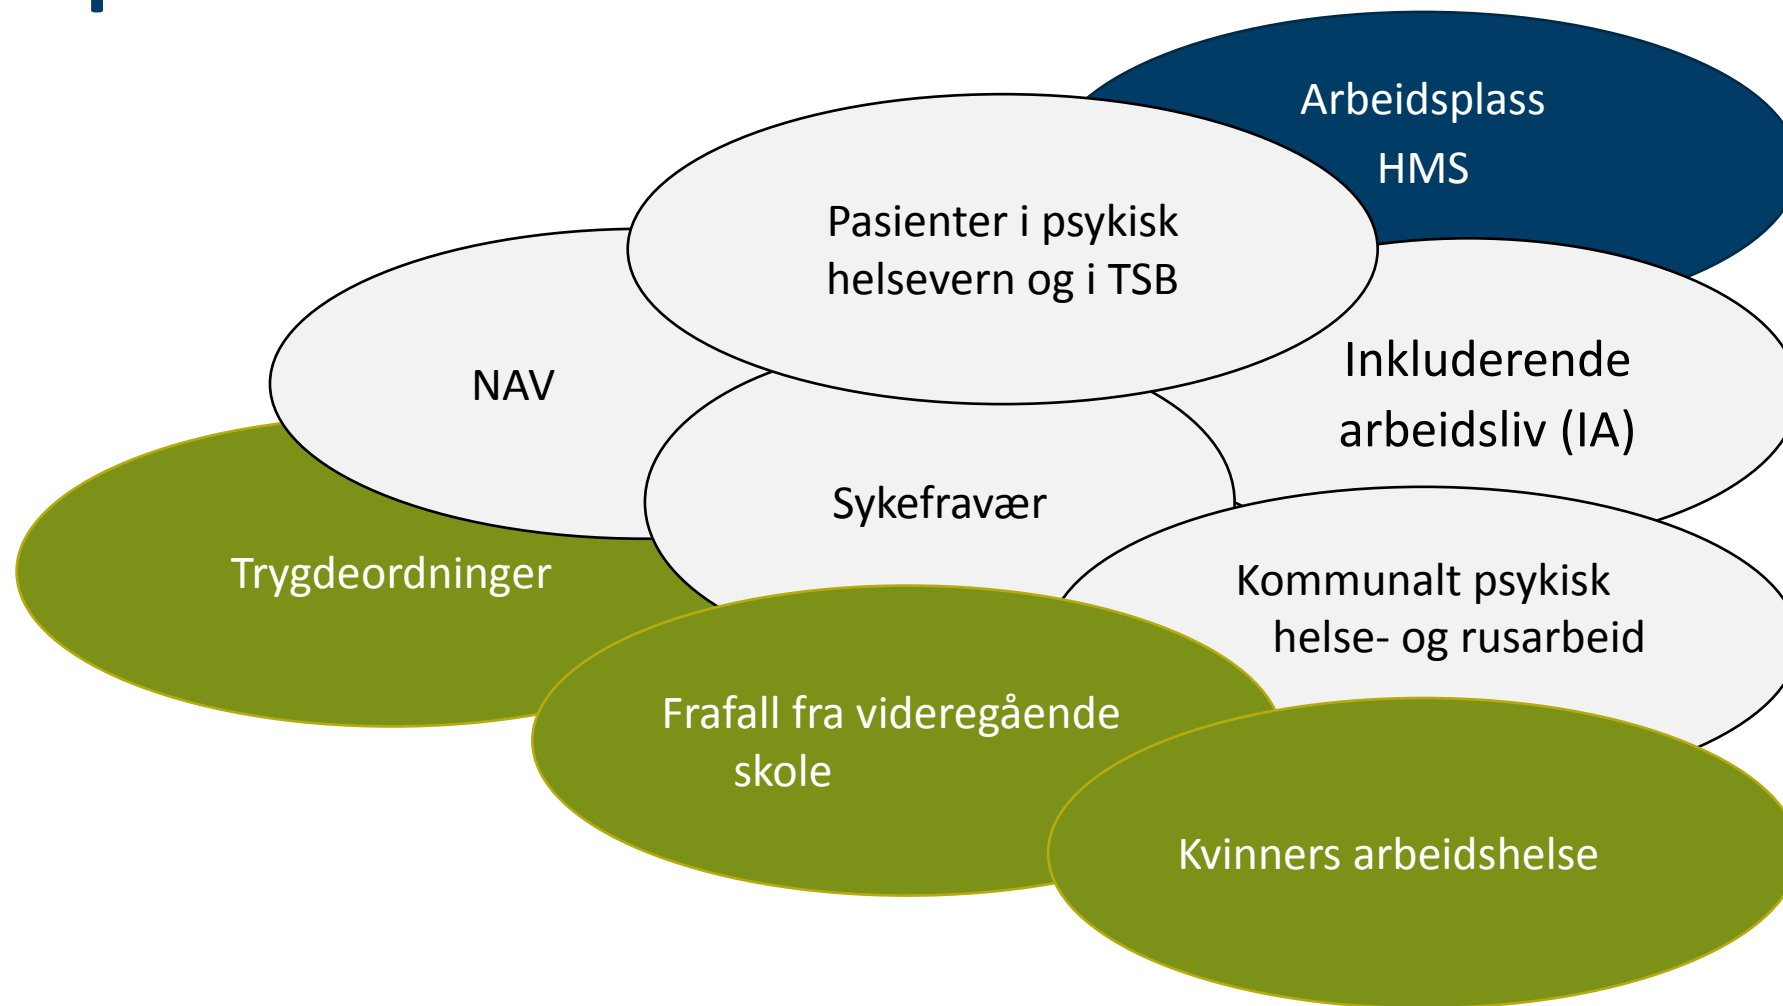 Arbeidsplass
HMS
Pasienter i psykisk
helsevern og i TSB
NAV
Inkluderende
arbeidsliv (IA)
Sykefravær
Trygdeordninger
Kommunalt psykisk
helse- og rusarbeid
Frafall fra videregående
skole
Kvinners arbeidshelse